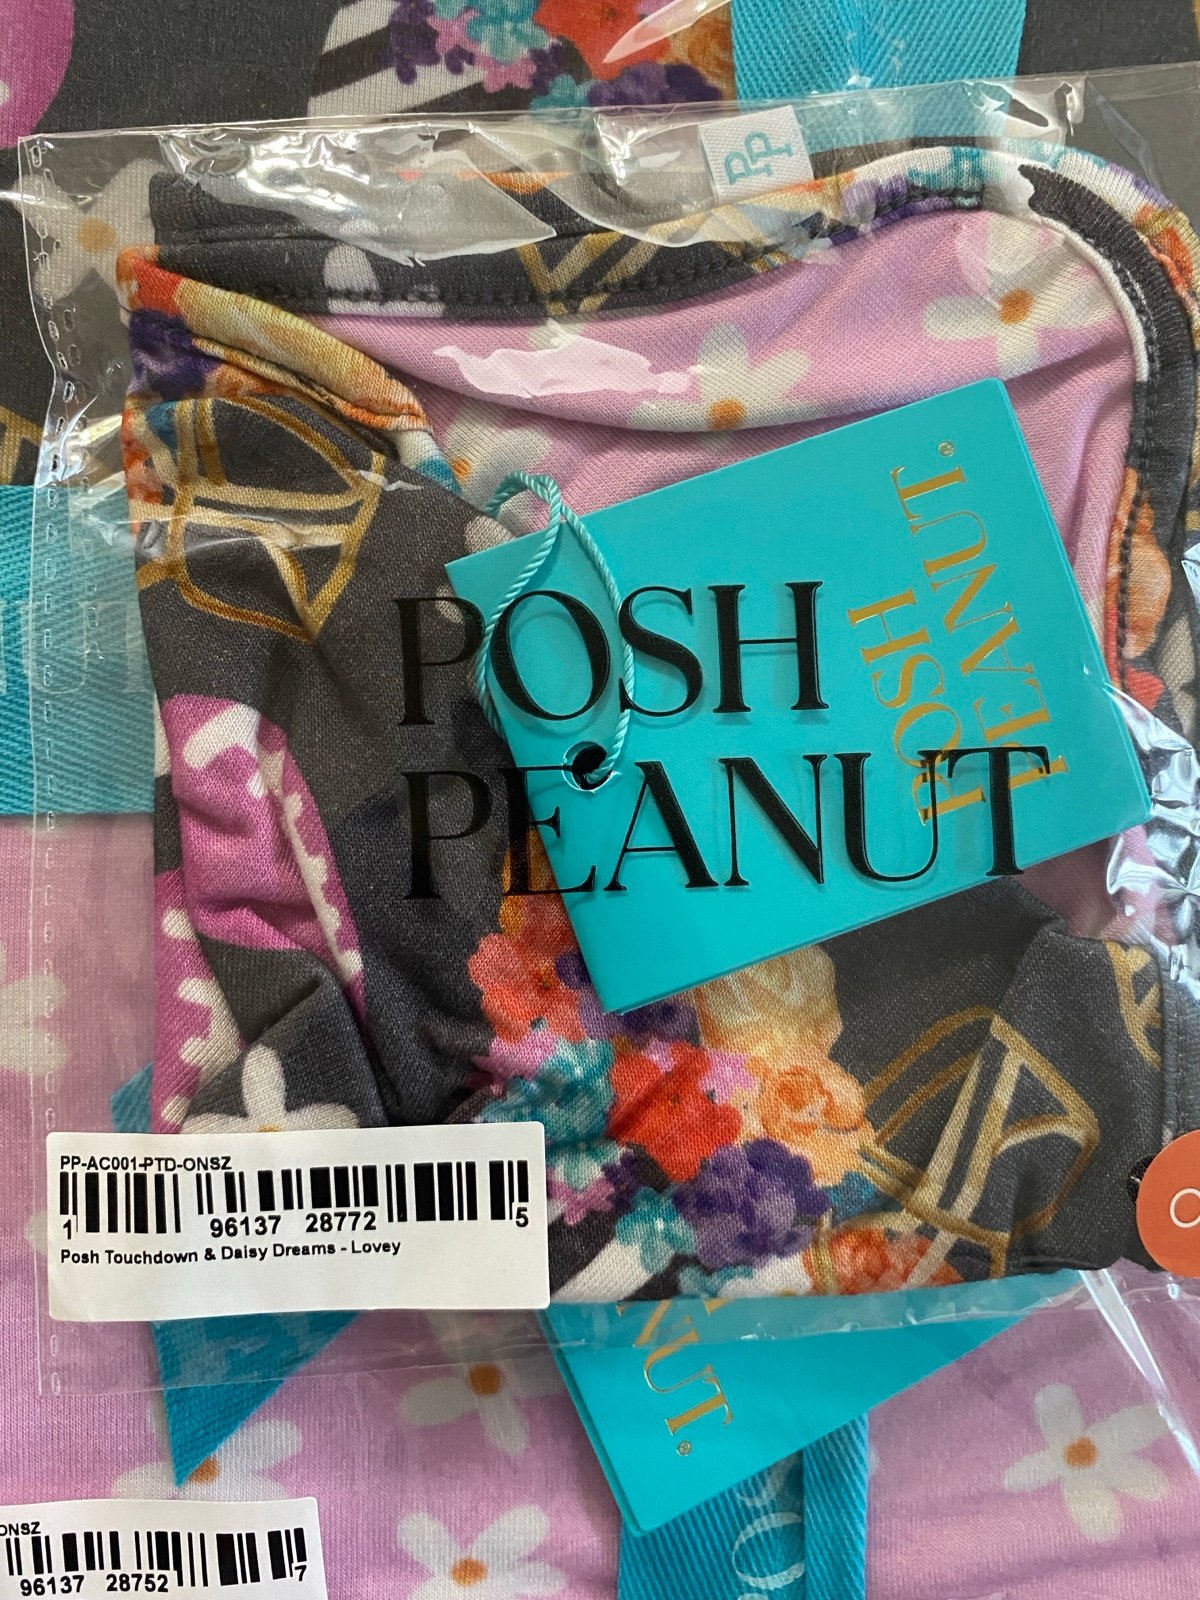 PP
POSH
PEANUT.
POSH
PEANUT
PP-AC001-PTD-ONSZ
1 96137 28772 5
Posh Touchdown & Daisy Dreams - Lovey
NUT.
ONSZ
96137 28752 7